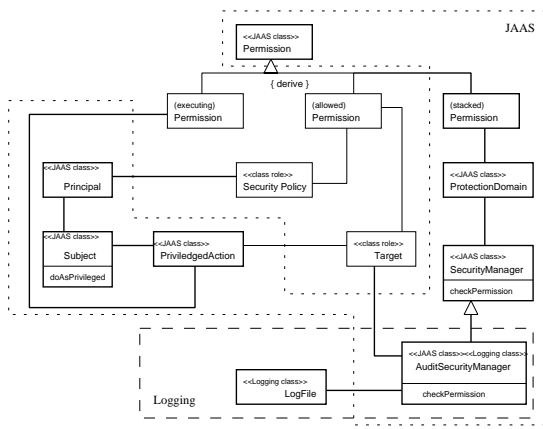 JAAS
<<JAAS class>>
Permission
{ derive }
(executing)
Permission
(allowed)
Permission
(stacked)
Permission
<<JAAS class>>
Principal
<<class role>>
Security Policy
<<JAAS class>>
ProtectionDomain
<<JAAS class>>
Subject
doAsPrivileged
<<JAAS class>>
PriviledgedAction
<<class role>>
Target
<<JAAS class>>
SecurityManager
checkPermission
<<JAAS class>><<Logging class>>
AuditSecurityManager
checkPermission
<<Logging class>>
LogFile
Logging